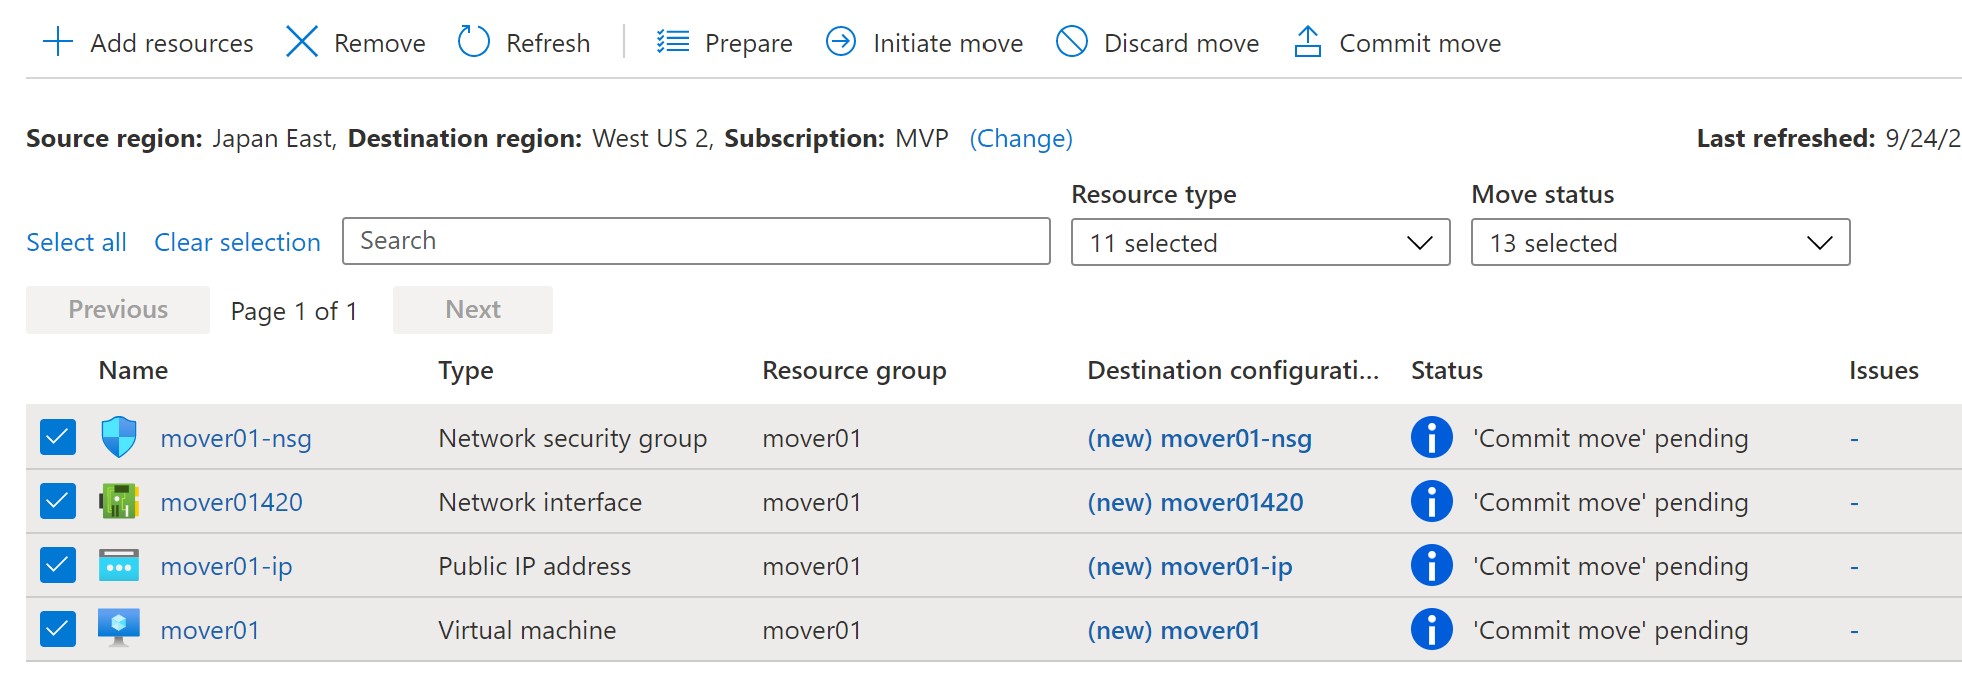 Add resources Remove Refresh Prepare Initiate move Discard move Commit move
Source region: Japan East, Destination region: West US 2, Subscription: MVP (Change) Last refreshed: 9/24/2
Resource type Move status
Select all Clear selection Search 11 selected 13 selected
Previous Page 1 of 1 Next
Name Type Resource group Destination configurati... Status Issues
mover01-nsg Network security group mover01 (new) mover01-nsg 'Commit move' pending -
mover01420 Network interface mover01 (new) mover01420 'Commit move' pending -
mover01-ip Public IP address mover01 (new) mover01-ip 'Commit move' pending -
mover01 Virtual machine mover01 (new) mover01 'Commit move' pending -